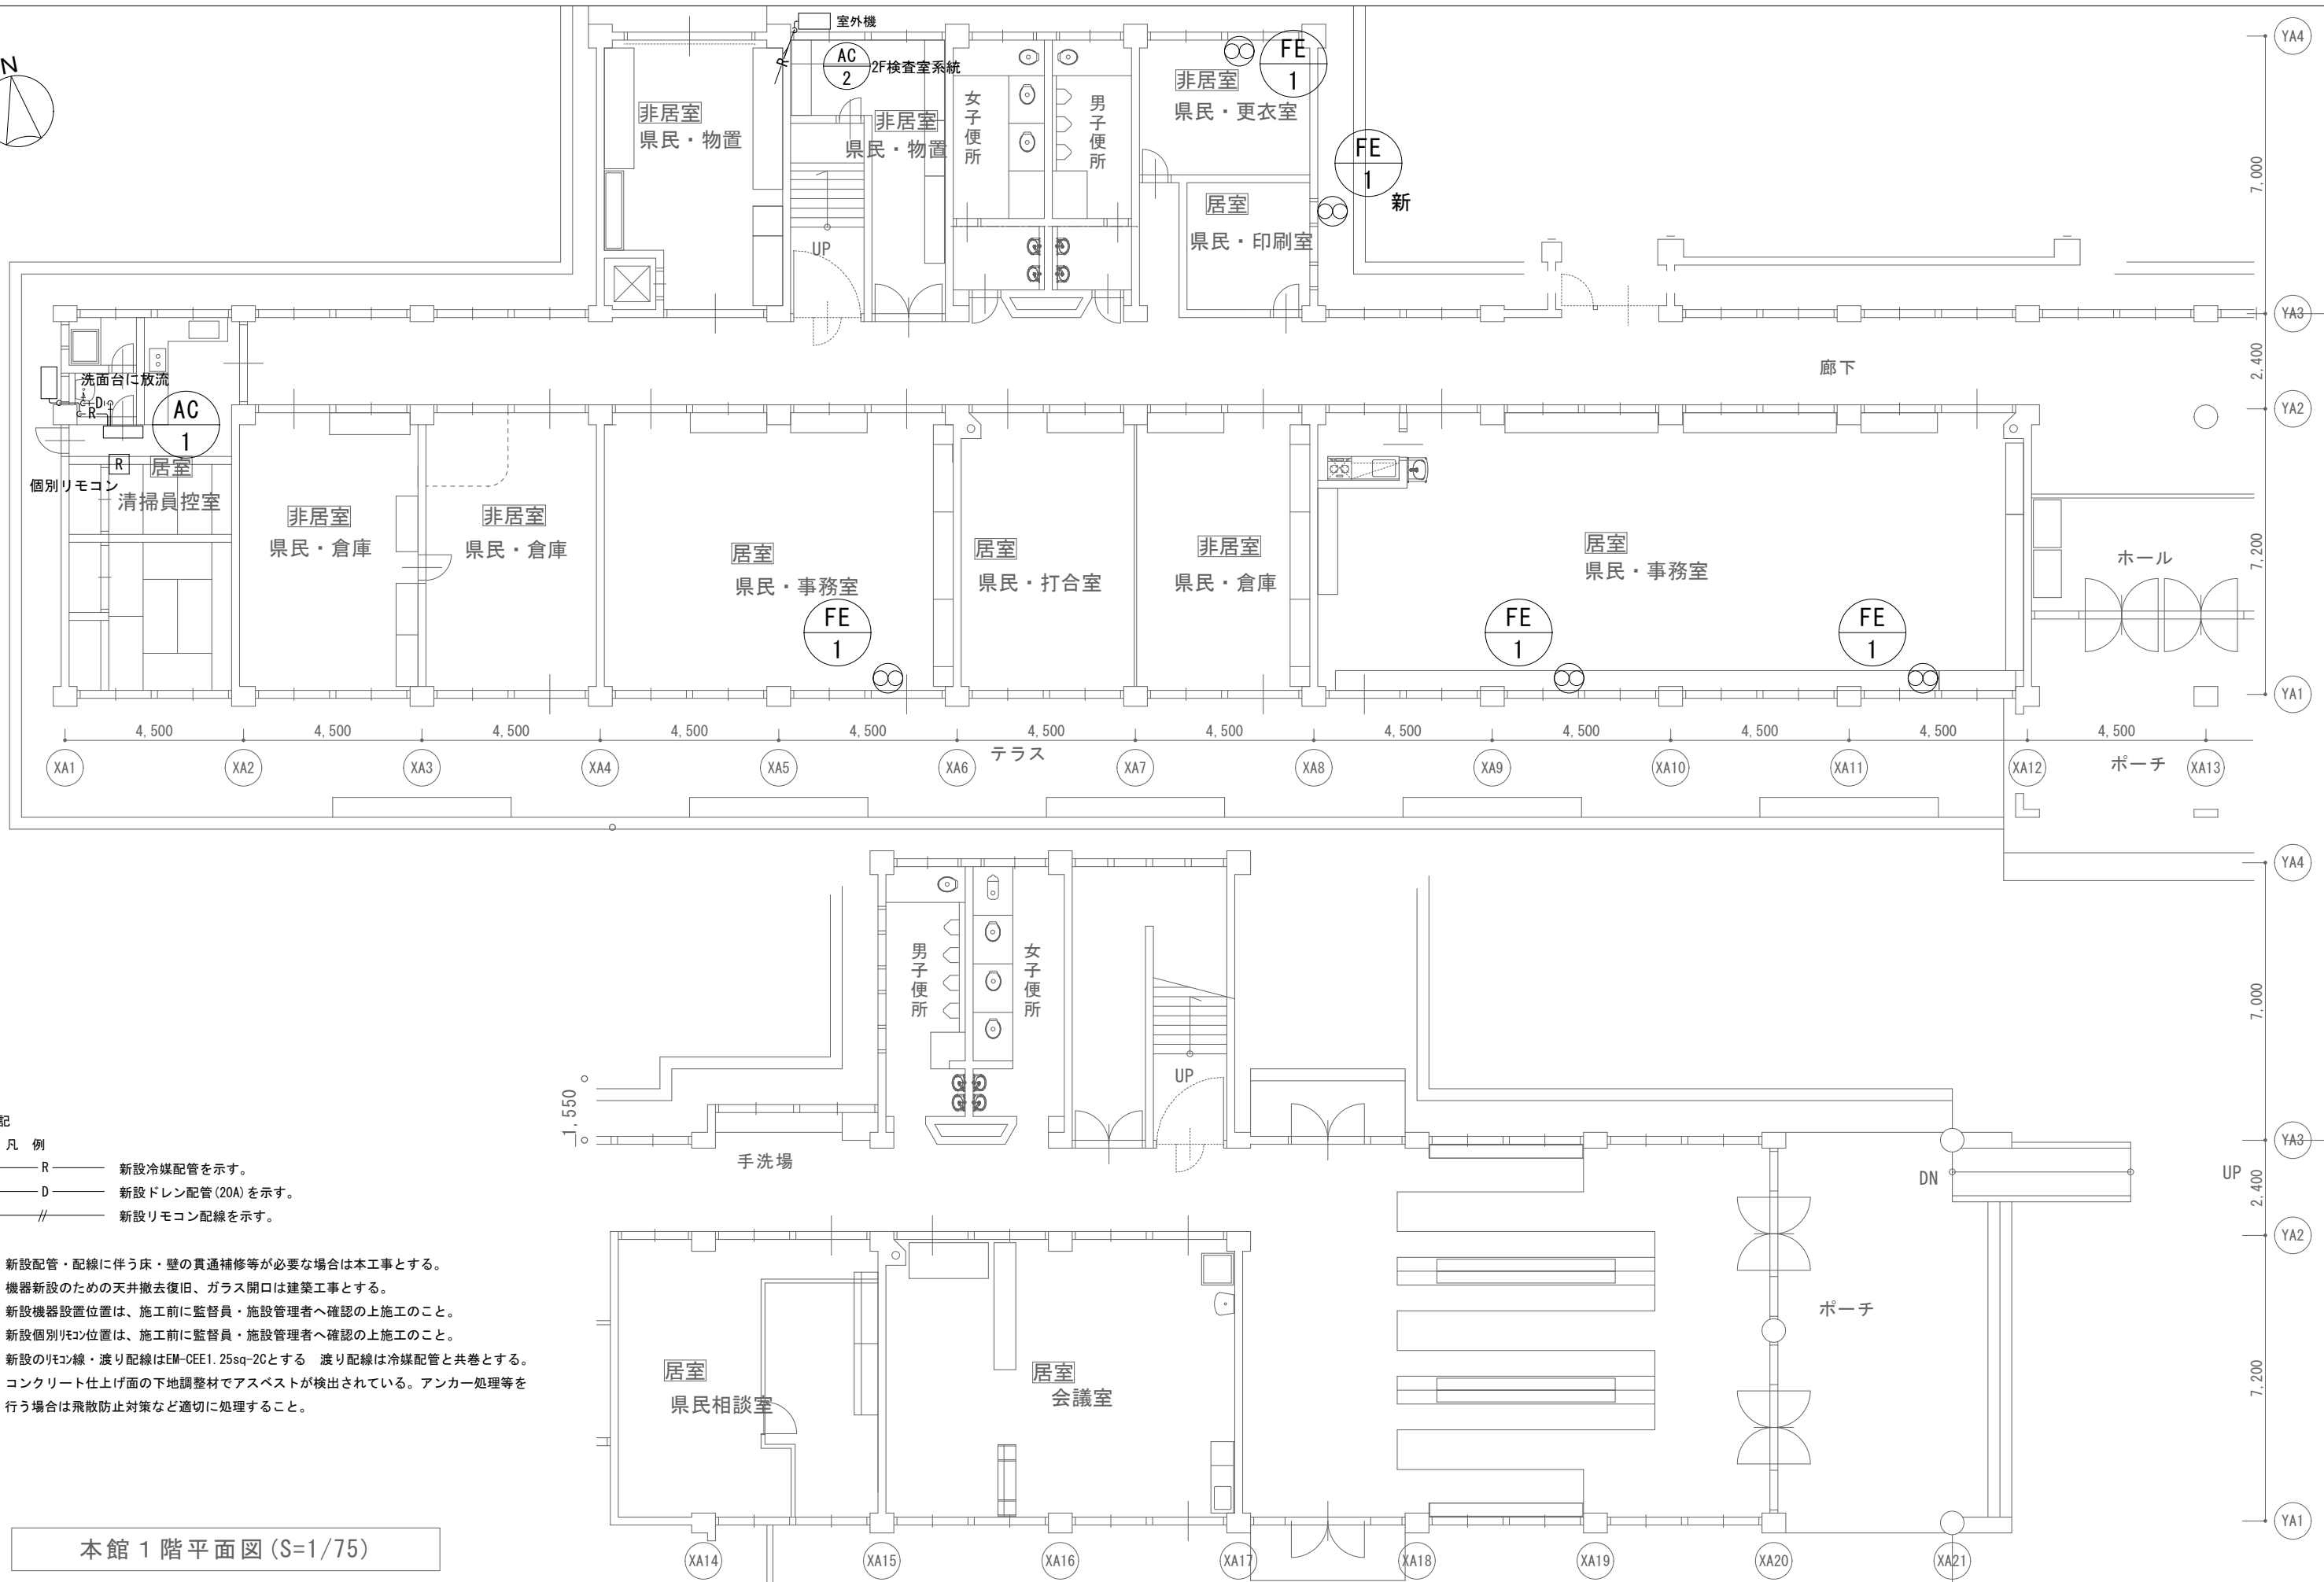 室外機
YA4
N
AC
2
2F検査室系統
R
FE
1
非居室
県民・物置
非居室
県民・物置
女子便所
男子便所
非居室
県民・更衣室
FE
1
新
7,000
居室
県民・印刷室
UP
YA3
廊下
2,400
洗面台に放流
D
R
AC
1
YA2
R
居室
個別リモコン
清掃員控室
非居室
県民・倉庫
非居室
県民・倉庫
居室
県民・事務室
居室
県民・打合室
非居室
県民・倉庫
居室
県民・事務室
ホール
7,200
FE
1
FE
1
FE
1
YA1
4,500
4,500
4,500
4,500
4,500
4,500
4,500
4,500
4,500
4,500
4,500
4,500
テラス
ポーチ
XA1
XA2
XA3
XA4
XA5
XA6
XA7
XA8
XA9
XA10
XA11
XA12
XA13
YA4
男子便所
女子便所
7,000
UP
1,550
YA3
手洗場
DN
UP
2,400
YA2
記
凡 例
R 新設冷媒配管を示す。
D 新設ドレン配管(20A)を示す。
// 新設リモコン配線を示す。
新設配管・配線に伴う床・壁の貫通補修等が必要な場合は本工事とする。
機器新設のための天井撤去復旧、ガラス開口は建築工事とする。
新設機器設置位置は、施工前に監督員・施設管理者へ確認の上施工のこと。
新設個別リモコン位置は、施工前に監督員・施設管理者へ確認の上施工のこと。
新設のリモコン線・渡り配線はEM-CEE1.25sq-2Cとする 渡り配線は冷媒配管と共巻とする。
コンクリート仕上げ面の下地調整材でアスベストが検出されている。アンカー処理等を
行う場合は飛散防止対策など適切に処理すること。
居室
県民相談室
居室
会議室
ポーチ
7,200
YA1
本館1階平面図(S=1/75)
XA14
XA15
XA16
XA17
XA18
XA19
XA20
XA21